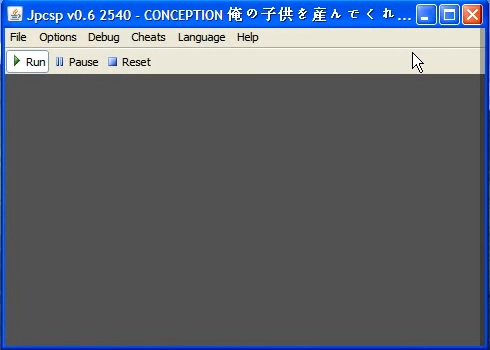 Jpcsp v0.6 2540 - CONCEPTION 俺の子供を産んでくれ...
File Options Debug Cheats Language Help
Run Pause Reset